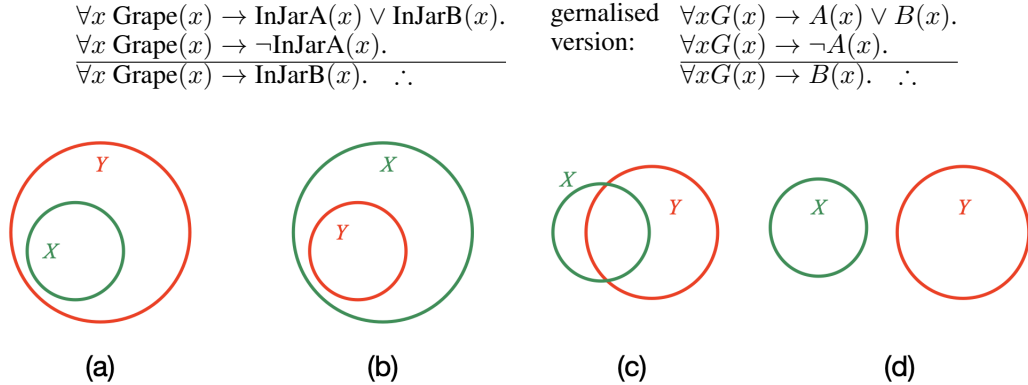 ∀x Grape(x) → InJarA(x) ∨ InJarB(x).
∀x Grape(x) → ¬InJarA(x).
∀x Grape(x) → InJarB(x). ∴
gernalised version:
∀xG(x) → A(x) ∨ B(x).
∀xG(x) → ¬A(x).
∀xG(x) → B(x). ∴
Y
X
(a)
X
Y
(b)
X
Y
(c)
X
Y
(d)